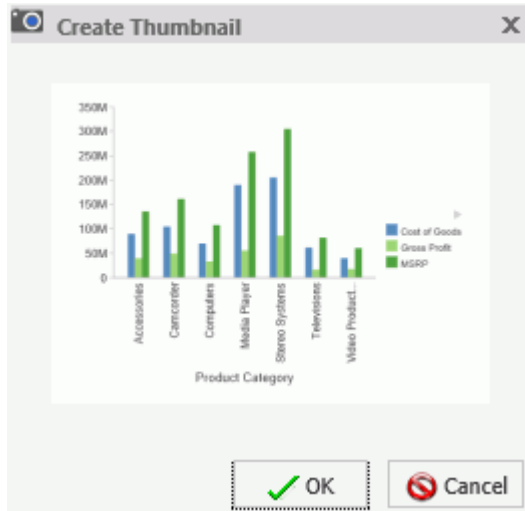 Create Thumbnail
X
350M
300M
250M
200M
150M
100M
50M
0
Cost of Goods
Gross Profit
MSRP
Accessories
Camcorder
Computers
Media Player
Stereo Systems
Televisions
Video Product...
Product Category
OK
Cancel